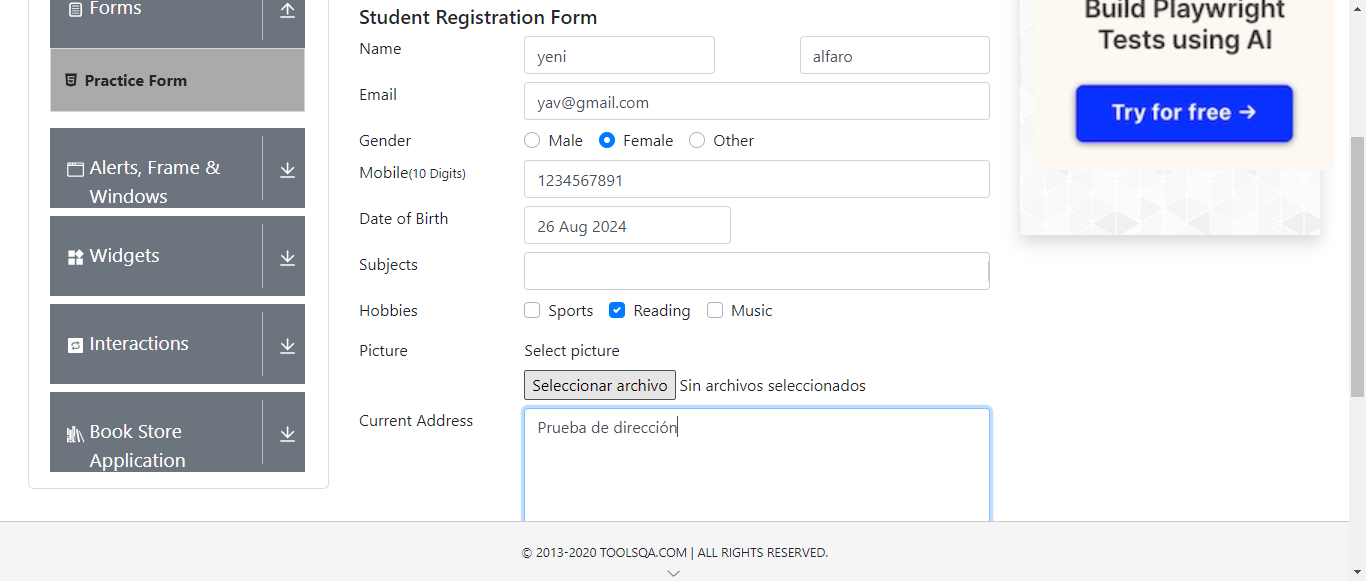 Forms
Practice Form
Alerts, Frame &
Windows
Widgets
Interactions
Book Store
Application
Student Registration Form
Name yeni alfaro
Email yav@gmail.com
Gender Male Female Other
Mobile(10 Digits) 1234567891
Date of Birth 26 Aug 2024
Subjects
Hobbies Sports Reading Music
Picture Select picture
Seleccionar archivo Sin archivos seleccionados
Current Address Prueba de dirección
Build Playwright
Tests using AI
Try for free →
© 2013-2020 TOOLSQA.COM | ALL RIGHTS RESERVED.